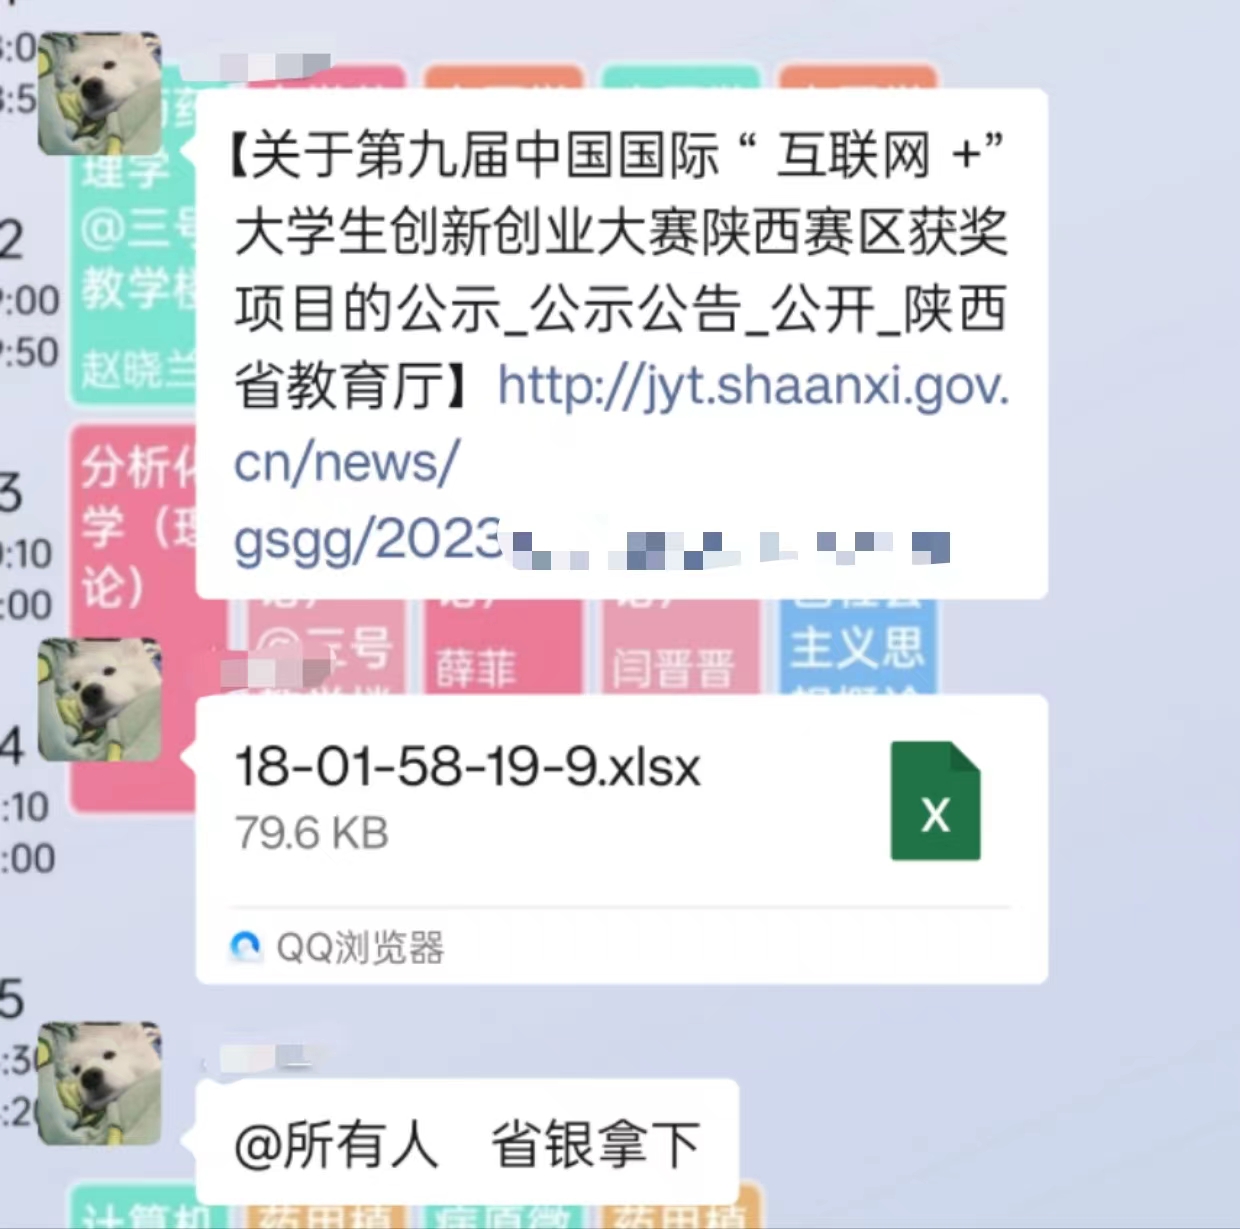 :00
2
:00
:50
3
:10
:00
4
:10
:00
5
理学
@三号
教学楼
赵晓兰
【关于第九届中国国际“互联网+”
大学生创新创业大赛陕西赛区获奖
项目的公示_公示公告_公开_陕西
省教育厅】http://jyt.shaanxi.gov.
cn/news/
gsgg/2023
分析化
学（理
论）
@三号
薛菲
闫晋晋
主义思
18-01-58-19-9.xlsx
79.6 KB
X
QQ浏览器
@所有人 省银拿下
计算机
药用植
病原微
药用植